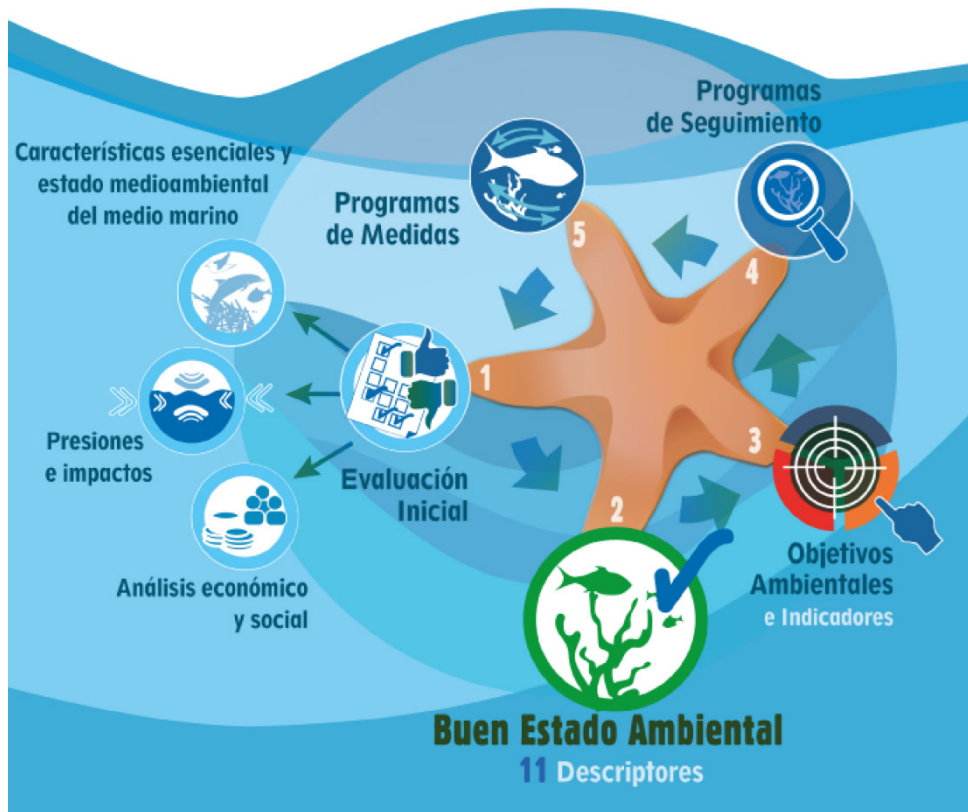 Programas
de Seguimiento
Características esenciales y
estado medioambiental
del medio marino
Programas
de Medidas
5
4
1
Presiones
e impactos
Evaluación
Inicial
3
2
Análisis económico
y social
Objetivos
Ambientales
e Indicadores
Buen Estado Ambiental
11 Descriptores